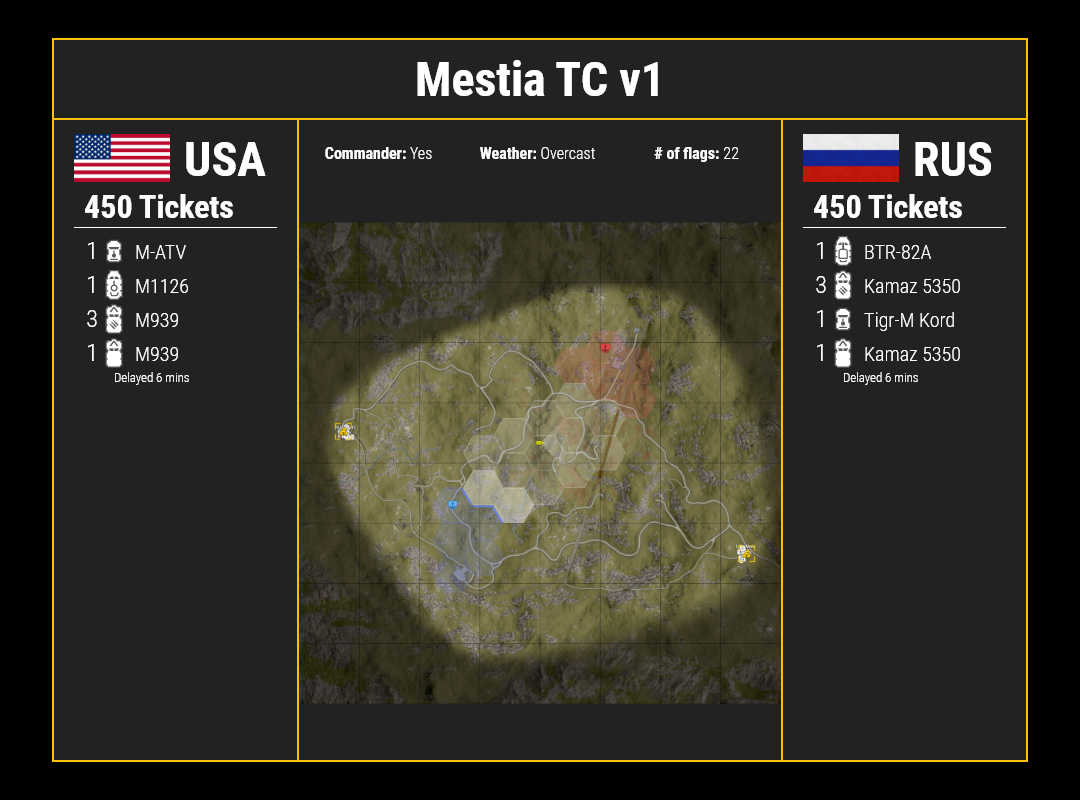 Mestia TC v1
USA
450 Tickets
1 M-ATV
1 M1126
3 M939
1 M939
Delayed 6 mins
Commander: Yes
Weather: Overcast
# of flags: 22
RUS
450 Tickets
1 BTR-82A
3 Kamaz 5350
1 Tigr-M Kord
1 Kamaz 5350
Delayed 6 mins